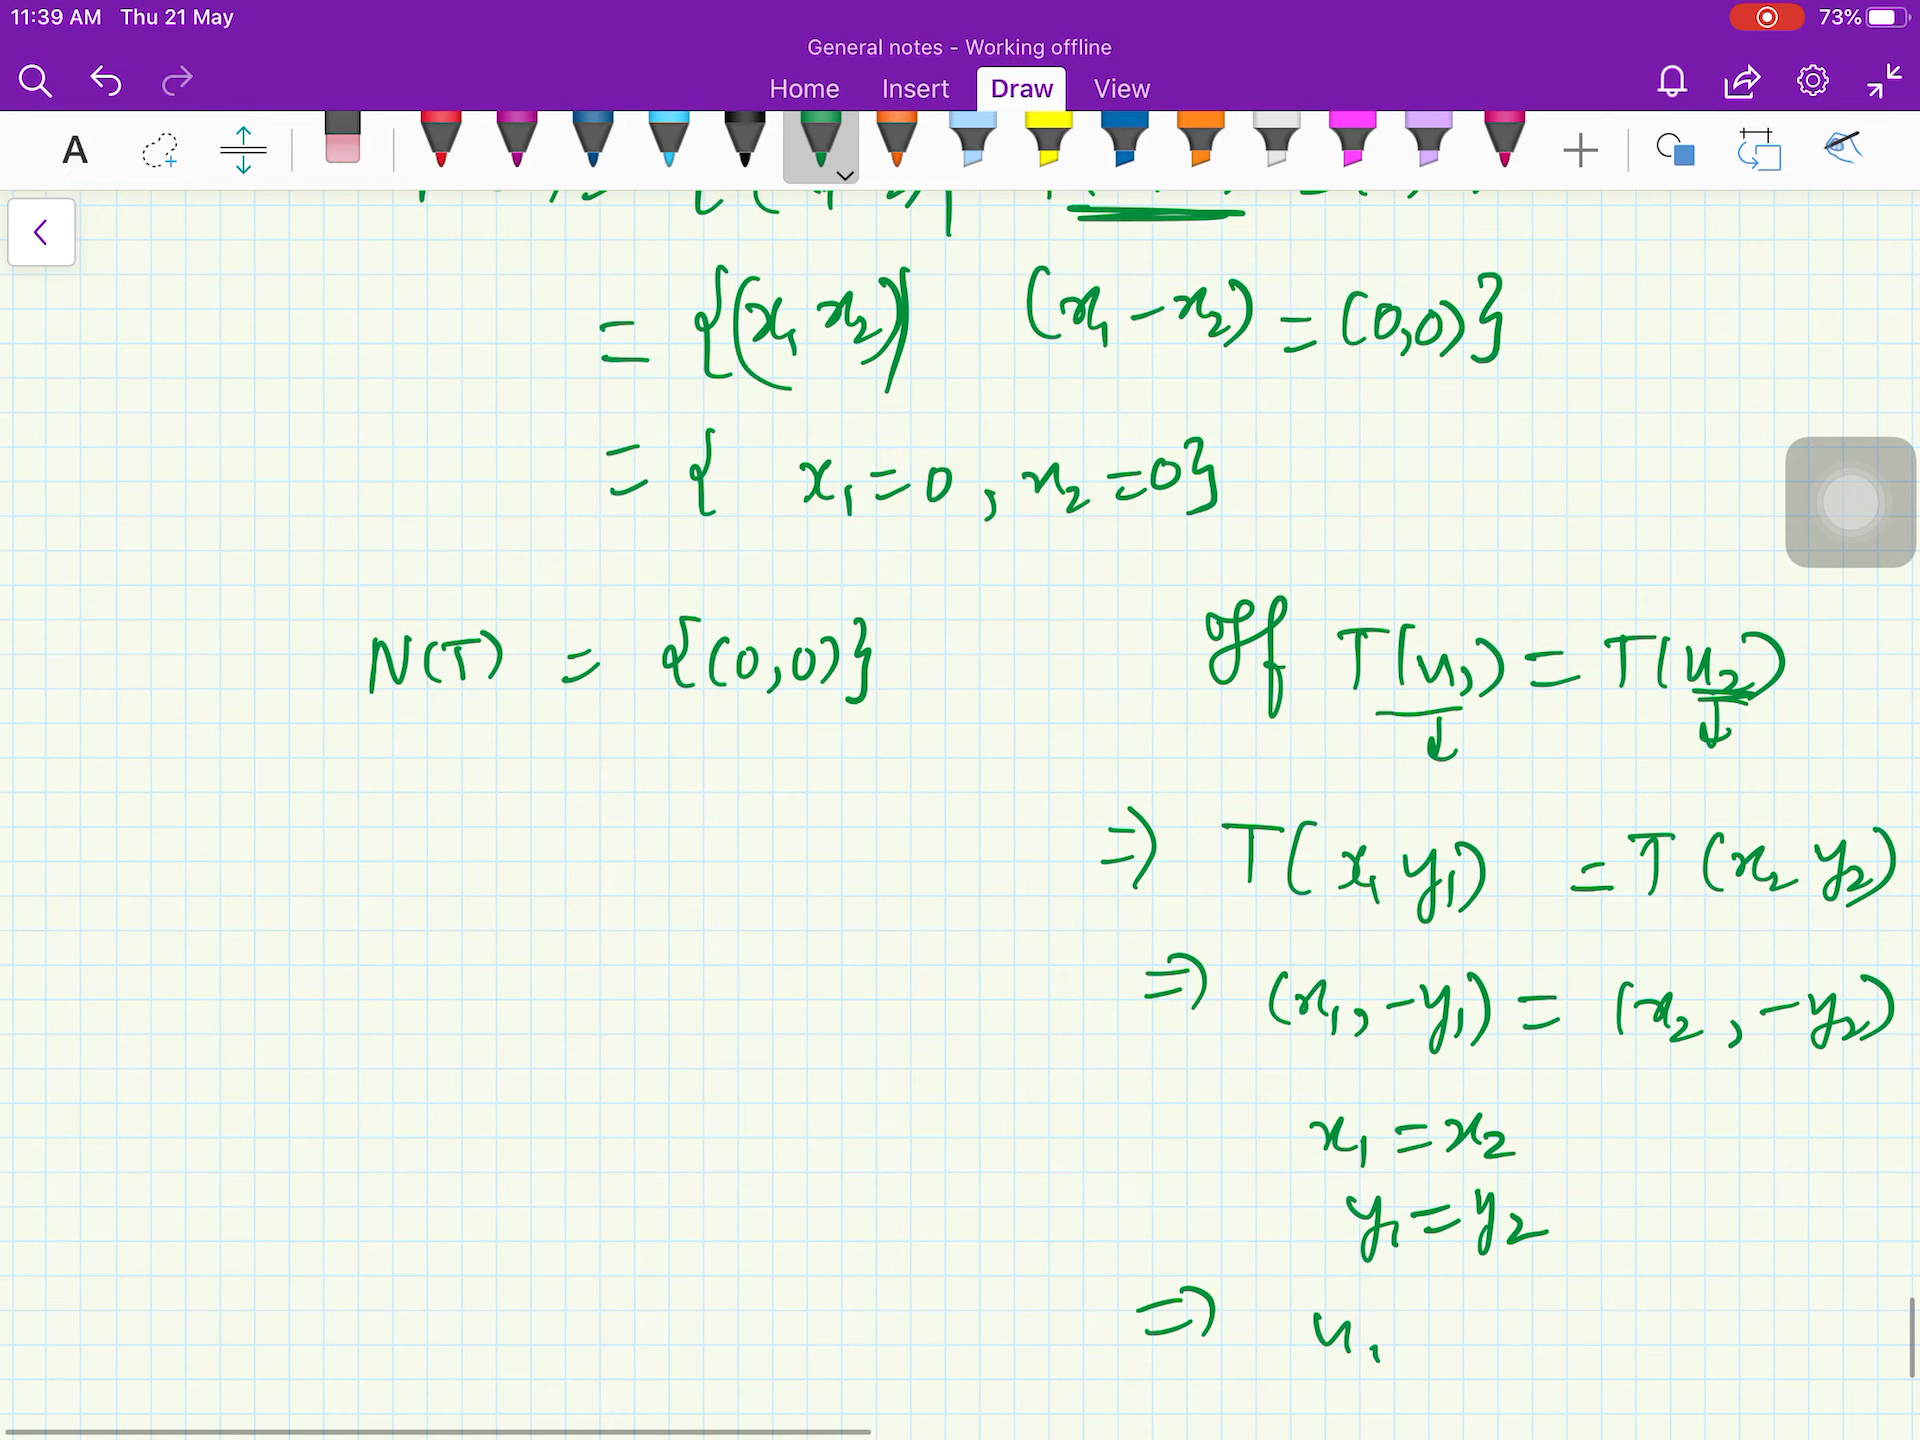 11:39 AM Thu 21 May
73%
General notes - Working offline
Home Insert Draw View
A
= {(x₁ x₂)| (x₁ - x₂) = (0,0)}
= { x₁ = 0 , x₂ = 0}
N(T) = {(0,0)}
If T(u₁) = T(u₂)
⇒ T( x₁ y₁) = T (x₂ y₂)
⇒ (x₁, -y₁) = (x₂ , -y₂)
x₁ = x₂
y₁ = y₂
⇒ u₁